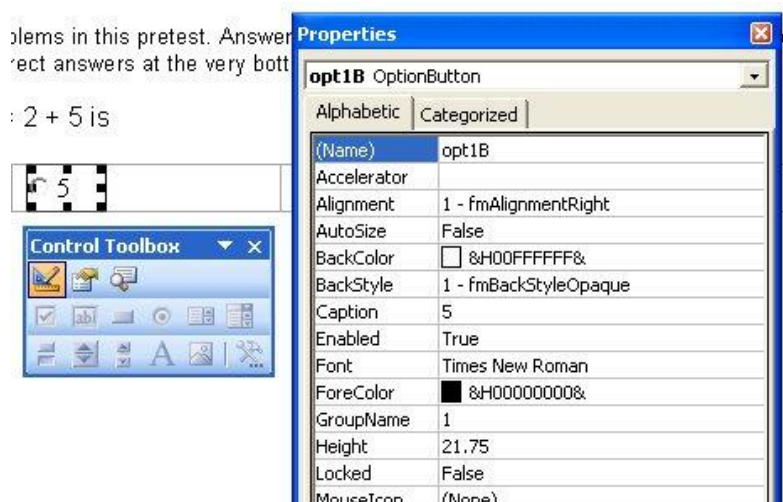 blems in this pretest. Answer
rect answers at the very bott
= 2 + 5 is
5
Control Toolbox
ab
A
Properties
opt1B OptionButton
Alphabetic Categorized
(Name) opt1B
Accelerator
Alignment 1 - fmAlignmentRight
AutoSize False
BackColor &H00FFFFFF&
BackStyle 1 - fmBackStyleOpaque
Caption 5
Enabled True
Font Times New Roman
ForeColor &H00000000&
GroupName 1
Height 21.75
Locked False
MouseIcon (None)